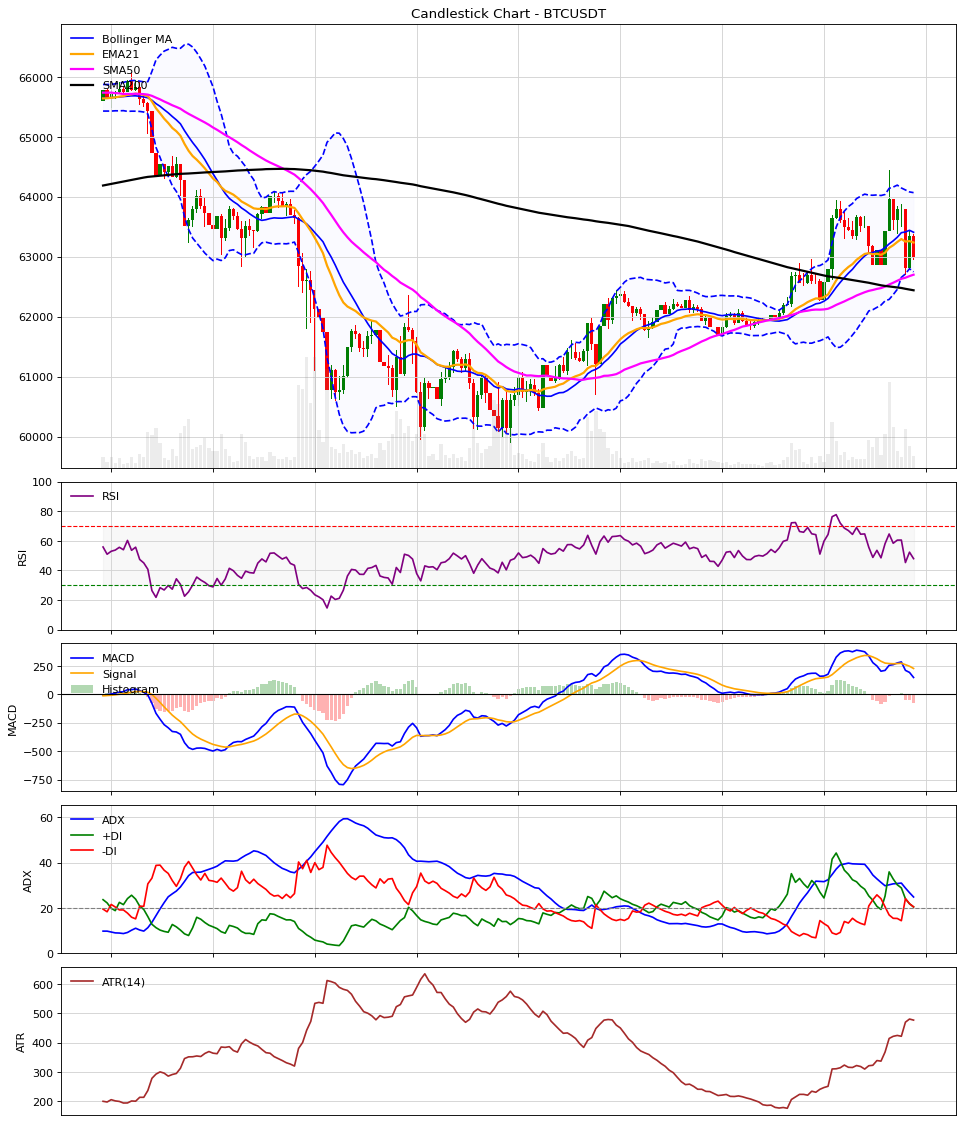 Candlestick Chart - BTCUSDT
Bollinger MA
EMA21
SMA50
66000
65000
64000
63000
62000
61000
60000
RSI
100
80
60
40
20
0
RSI
MACD
Signal
Histogram
250
0
−250
−500
−750
MACD
ADX
+DI
-DI
60
40
20
0
ADX
ATR(14)
600
500
400
300
200
ATR